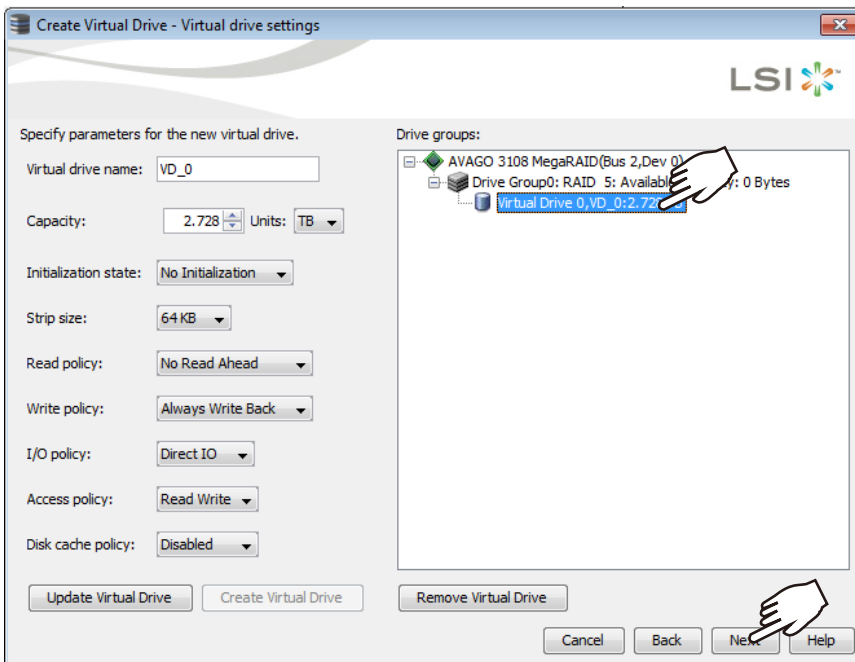 Create Virtual Drive - Virtual drive settings
LSI
Specify parameters for the new virtual drive.
Virtual drive name: VD_0
Capacity: 2.728 Units: TB
Initialization state: No Initialization
Strip size: 64 KB
Read policy: No Read Ahead
Write policy: Always Write Back
I/O policy: Direct IO
Access policy: Read Write
Disk cache policy: Disabled
Update Virtual Drive Create Virtual Drive
Drive groups:
AVAGO 3108 MegaRAID(Bus 2,Dev 0)
Drive Group0: RAID 5: 0 Bytes
Virtual Drive 0,VD_0:2.728
Remove Virtual Drive
Cancel Back Next Help